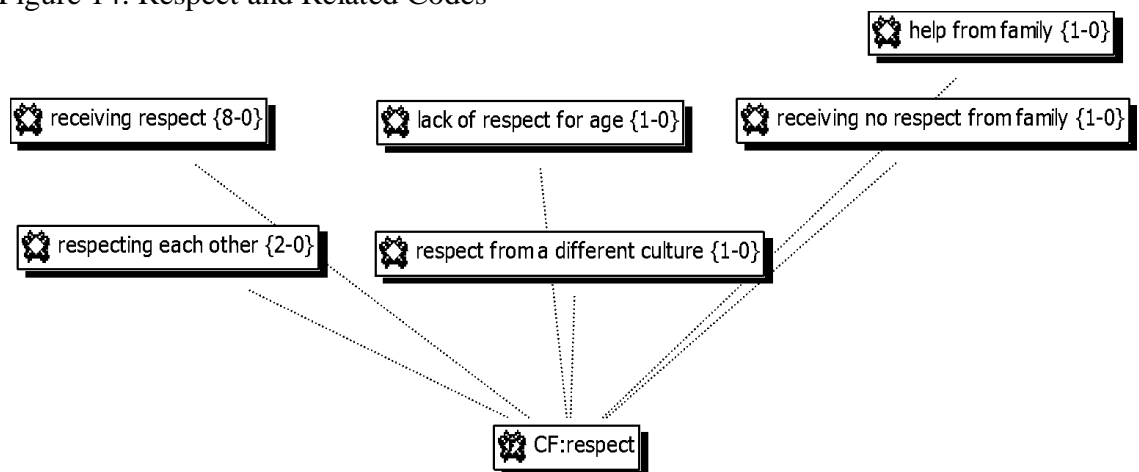 Figure 14: Respect and Related Codes
help from family {1-0}
receiving respect {8-0}
lack of respect for age {1-0}
receiving no respect from family {1-0}
respecting each other {2-0}
respect from a different culture {1-0}
CF:respect